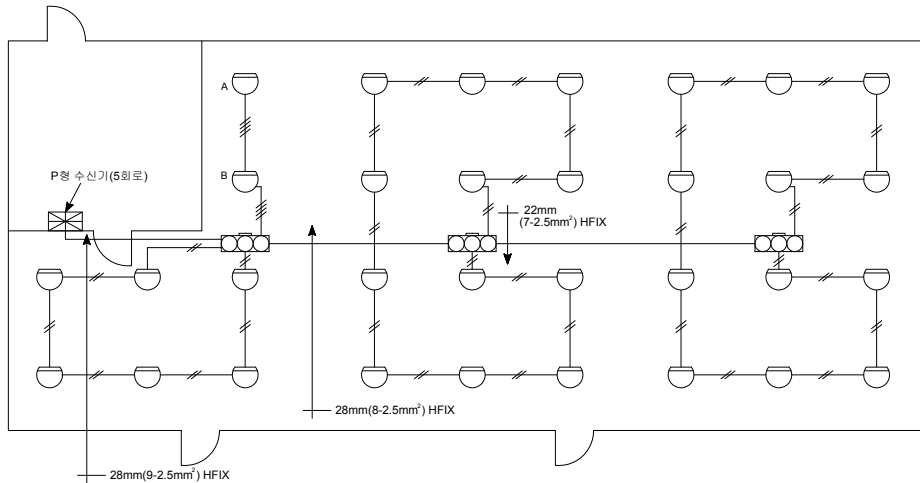 A
B
P형 수신기(5회로)
22mm
(7-2.5mm²) HFIX
28mm(8-2.5mm²) HFIX
28mm(9-2.5mm²) HFIX